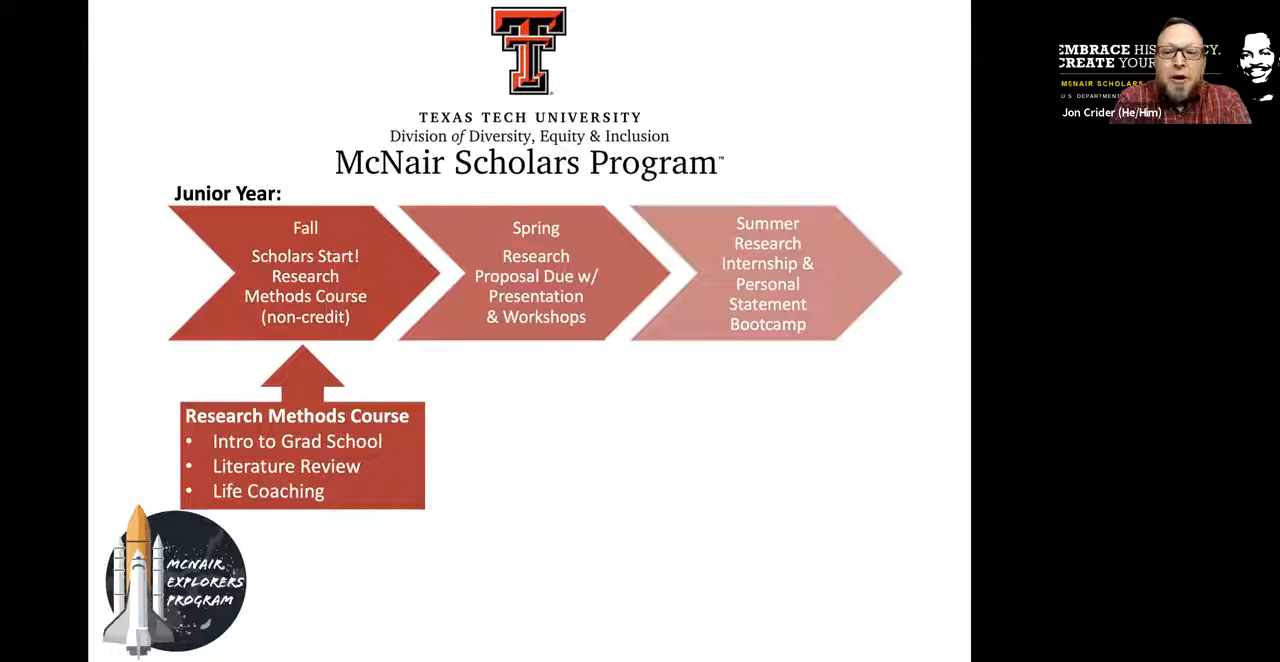 TEXAS TECH UNIVERSITY
Division of Diversity, Equity & Inclusion
McNair Scholars Program™
Junior Year:
Fall
Scholars Start!
Research
Methods Course
(non-credit)
Spring
Research
Proposal Due w/
Presentation
& Workshops
Summer
Research
Internship &
Personal
Statement
Bootcamp
Research Methods Course
• Intro to Grad School
• Literature Review
• Life Coaching
MCNAIR
EXPLORERS
PROGRAM
EMBRACE
CREATE YOUR
MCNAIR SCHOLARS
U.S. DEPARTMENT
Jon Crider (He/Him)